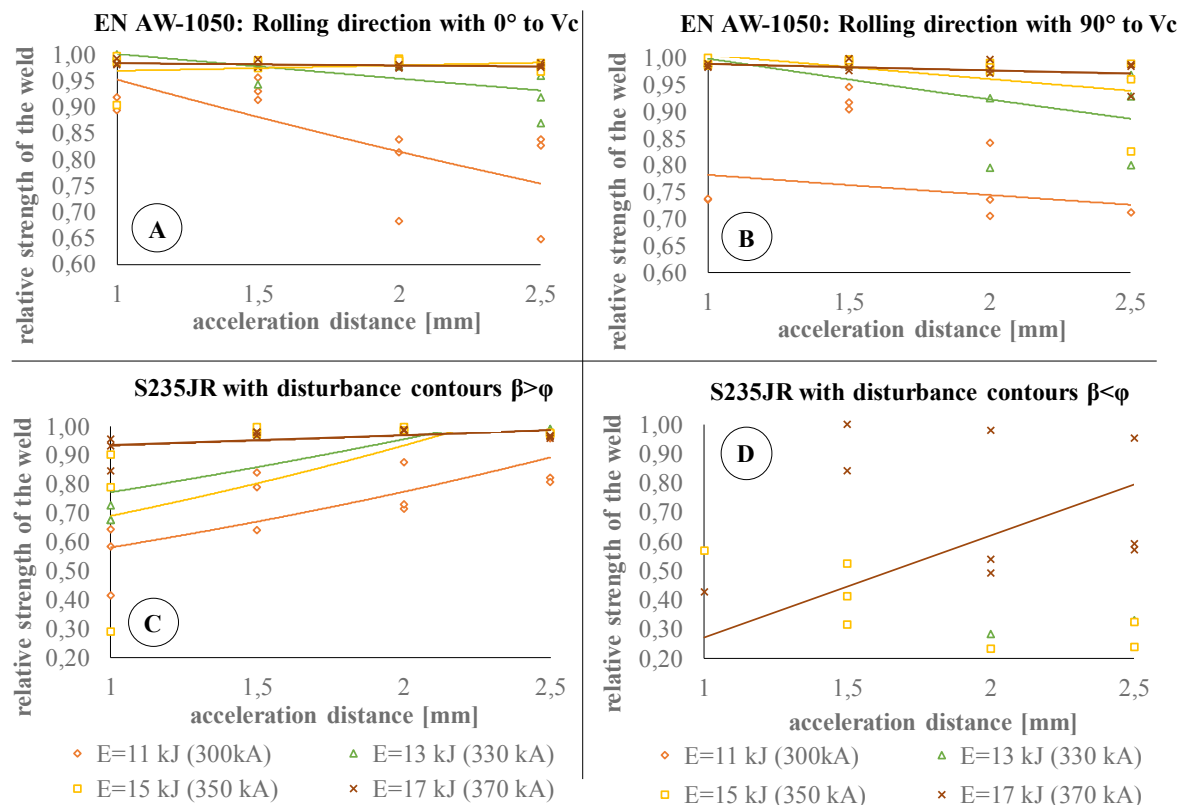 EN AW-1050: Rolling direction with 0° to Vc
relative strength of the weld
1,00
0,95
0,90
0,85
0,80
0,75
0,70
0,65
0,60
A
1 1,5 2 2,5
acceleration distance [mm]
EN AW-1050: Rolling direction with 90° to Vc
relative strength of the weld
1,00
0,95
0,90
0,85
0,80
0,75
0,70
0,65
0,60
B
1 1,5 2 2,5
acceleration distance [mm]
S235JR with disturbance contours β>φ
relative strength of the weld
1,00
0,90
0,80
0,70
0,60
0,50
0,40
0,30
0,20
C
1 1,5 2 2,5
acceleration distance [mm]
E=11 kJ (300kA) E=13 kJ (330 kA)
E=15 kJ (350 kA) E=17 kJ (370 kA)
S235JR with disturbance contours β<φ
relative strength of the weld
1,00
0,90
0,80
0,70
0,60
0,50
0,40
0,30
0,20
D
1 1,5 2 2,5
acceleration distance [mm]
E=11 kJ (300kA) E=13 kJ (330 kA)
E=15 kJ (350 kA) E=17 kJ (370 kA)